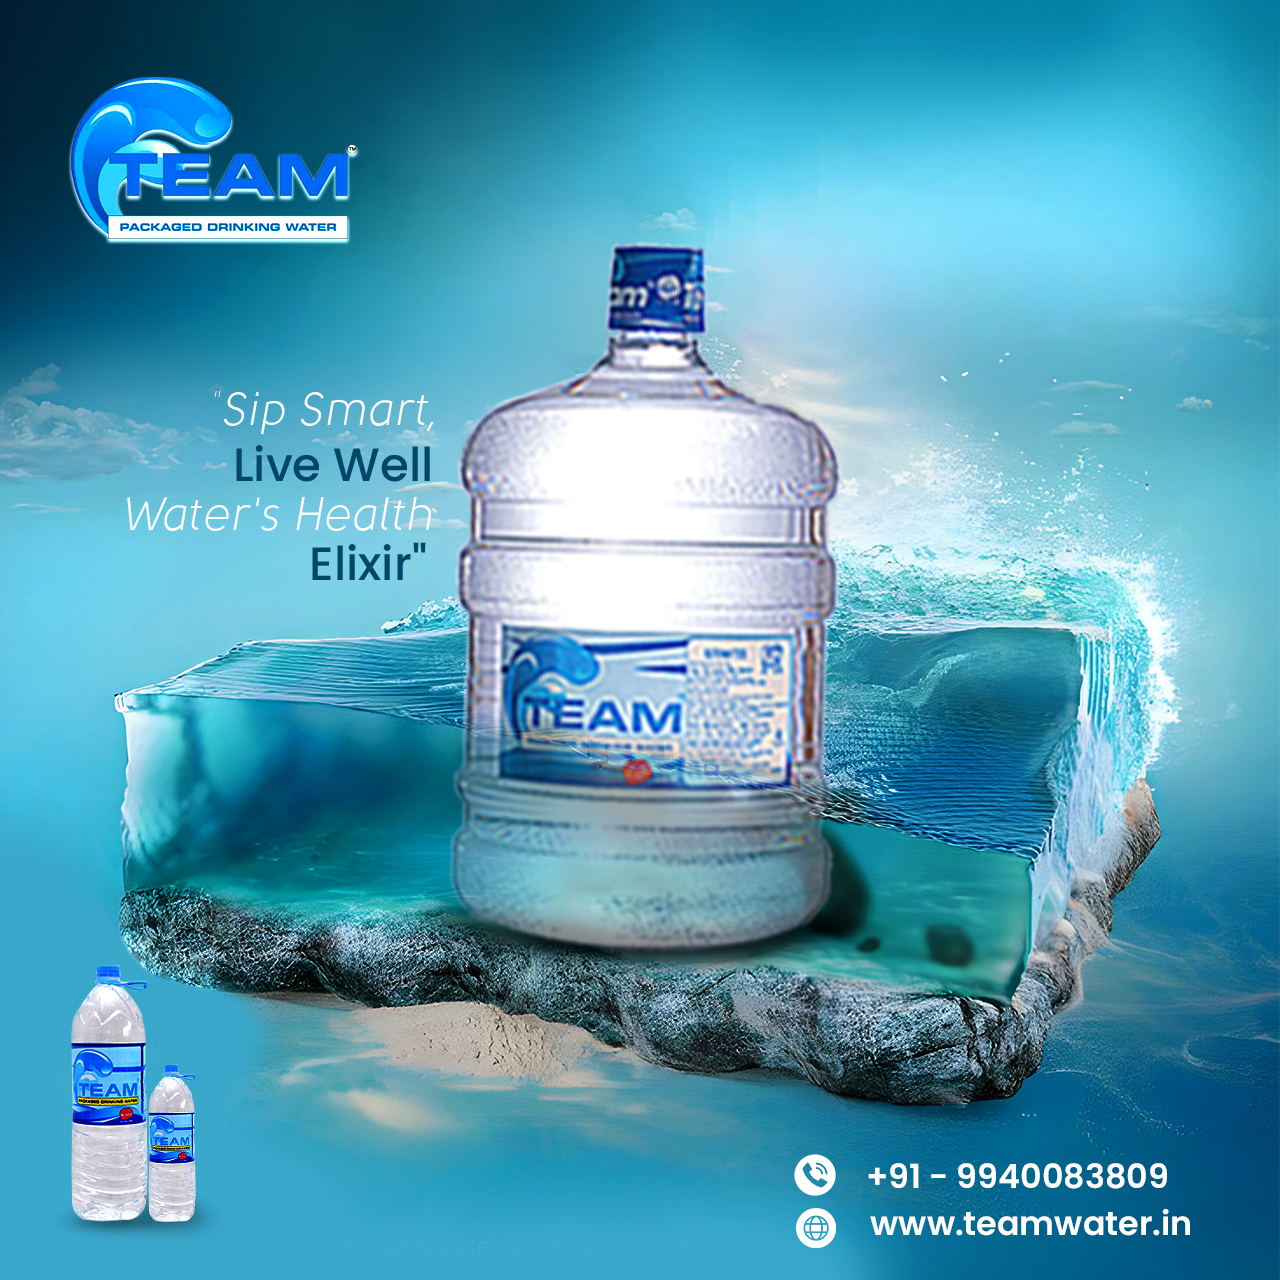 TEAM
TM
PACKAGED DRINKING WATER
"Sip Smart,
Live Well
Water's Health
Elixir"
TEAM
TEAM
PACKAGED DRINKING WATER
TEAM
+91 - 9940083809
www.teamwater.in